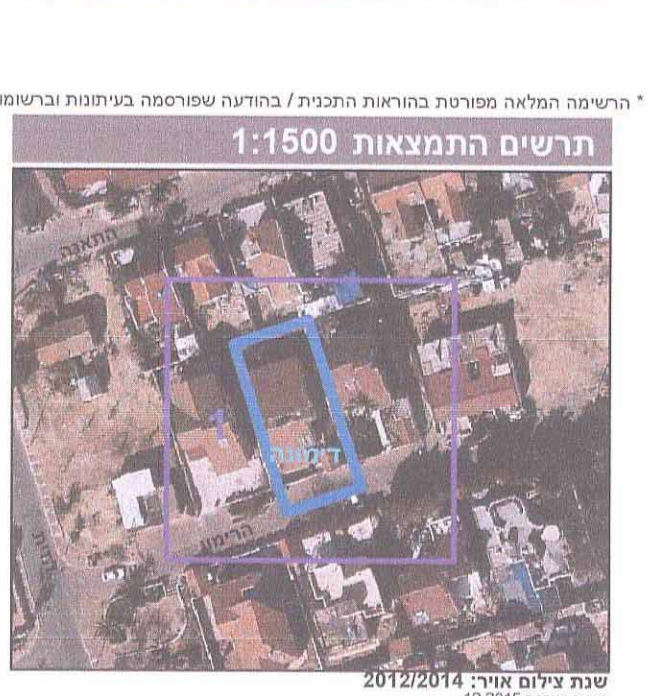 * הרשימה המלאה מפורטת בהוראות התכנית / בהודעה שפורסמה בעיתונות וברשומו
תרשים התמצאות 1:1500
התאנה
1
דימונה
הרימון
שנת צילום אויר: 2012/2014